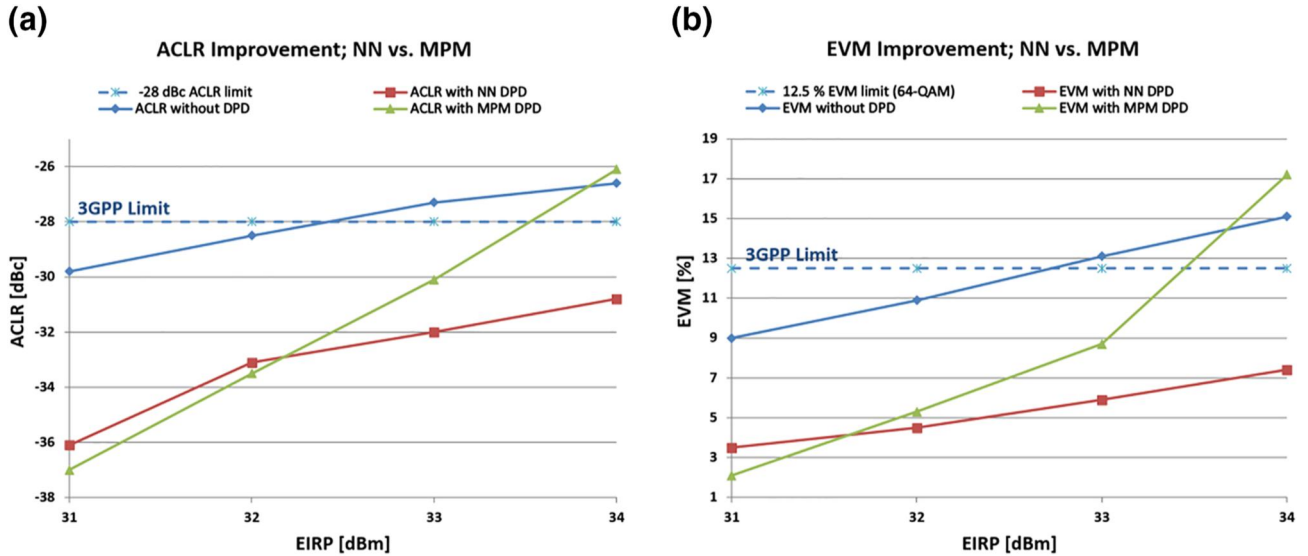 (a)
ACLR Improvement; NN vs. MPM
-28 dBc ACLR limit
ACLR with NN DPD
ACLR without DPD
ACLR with MPM DPD
-26
-28
-30
-32
-34
-36
-38
3GPP Limit
ACLR [dBc]
31 32 33 34
EIRP [dBm]
(b)
EVM Improvement; NN vs. MPM
12.5 % EVM limit (64-QAM)
EVM with NN DPD
EVM without DPD
EVM with MPM DPD
19
17
15
13
11
9
7
5
3
1
3GPP Limit
EVM [%]
31 32 33 34
EIRP [dBm]